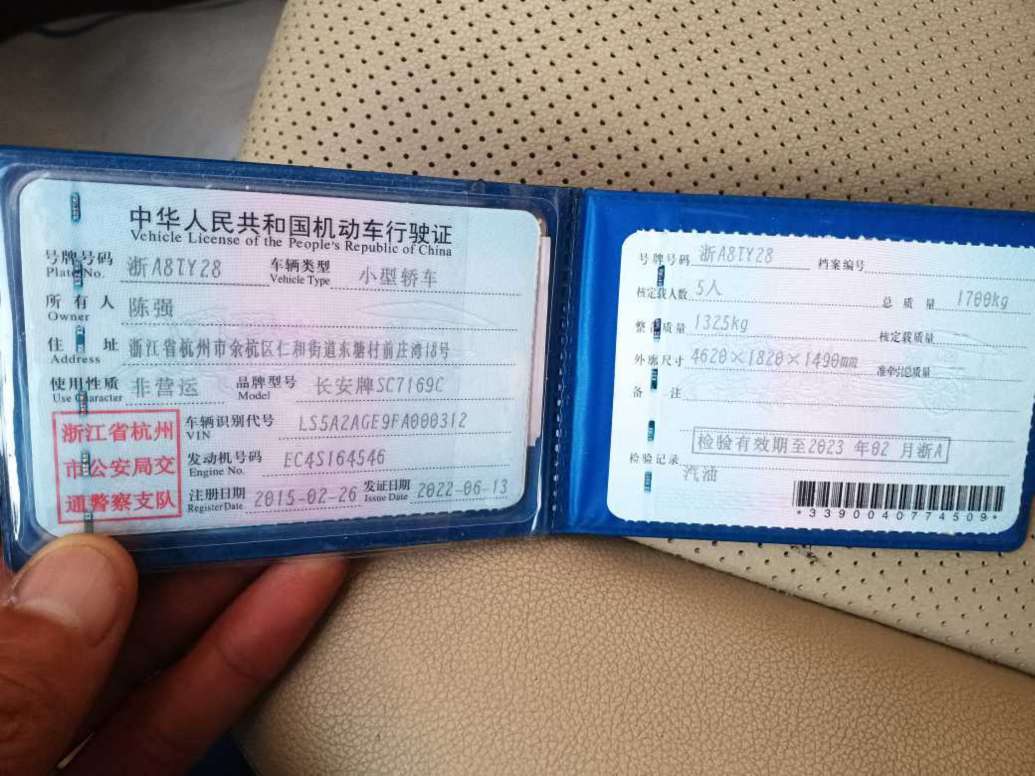 中华人民共和国机动车行驶证
Vehicle License of the People's Republic of China
号牌号码 浙A8TY28 车辆类型 小型轿车
Plate No. Vehicle Type
所有人 陈强
Owner
住址 浙江省杭州市余杭区仁和街道东塘村前庄湾18号
Address
使用性质 非营运 品牌型号 长安牌SC7169C
Use Character Model
浙江省杭州
市公安局交
通警察支队
车辆识别代号 LS5A2AGE9FA000312
VIN
发动机号码 EC4S164546
Engine No.
注册日期 2015-02-26 发证日期 2022-06-13
Register Date Issue Date
号牌号码 浙A8TY28 档案编号
核定载人数 5人 总质量 1700kg
整备质量 1325kg 核定载质量
外廓尺寸 4620×1820×1490mm 准牵引总质量
备注
检验有效期至2023 年02 月浙A
检验记录
汽油
*3390040774509*